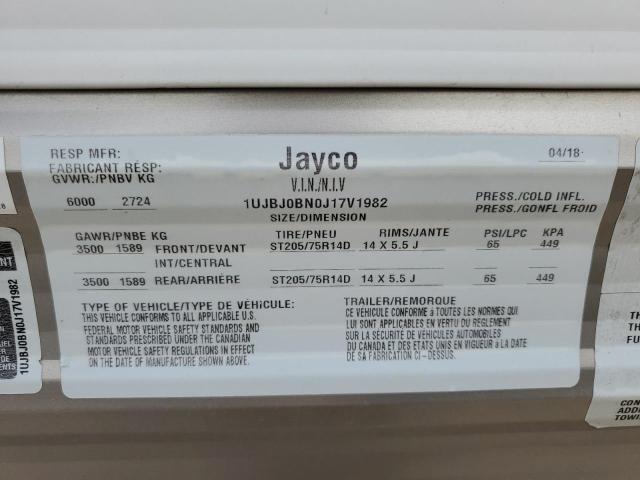 RESP MFR:
FABRICANT RESP:
GVWR:/PNBV KG
Jayco
04/18
V.I.N./N.I.V
6000 2724
1UJBJ0BN0J17V1982
PRESS./COLD INFL.
PRESS./GONFL FROID
SIZE/DIMENSION
GAWR/PNBE KG TIRE/PNEU RIMS/JANTE PSI/LPC KPA
3500 1589 FRONT/DEVANT ST205/75R14D 14 X 5.5 J 65 449
INT/CENTRAL
3500 1589 REAR/ARRIÈRE ST205/75R14D 14 X 5.5 J 65 449
TYPE OF VEHICLE/TYPE DE VÉHICULE:
THIS VEHICLE CONFORMS TO ALL APPLICABLE U.S.
FEDERAL MOTOR VEHICLE SAFETY STANDARDS AND
STANDARDS PRESCRIBED UNDER THE CANADIAN
MOTOR VEHICLE SAFETY REGULATIONS IN EFFECT
ON THE DATE OF MANUFACTURE SHOWN ABOVE.
TRAILER/REMORQUE
CE VÉHICULE CONFORME à TOUTES LES NORMES QUI
LUI SONT APPLICABLES EN VERTU DU RÈGLEMENT
SUR LA SÉCURITÉ DE VÉHICULES AUTOMOBILES
DU CANADA ET DES ÉTATS UNIS EN VIGUEUR à LA DATE
DE SA FABRICATION CI-DESSUS.
1UJBJ0BN0J17V1982